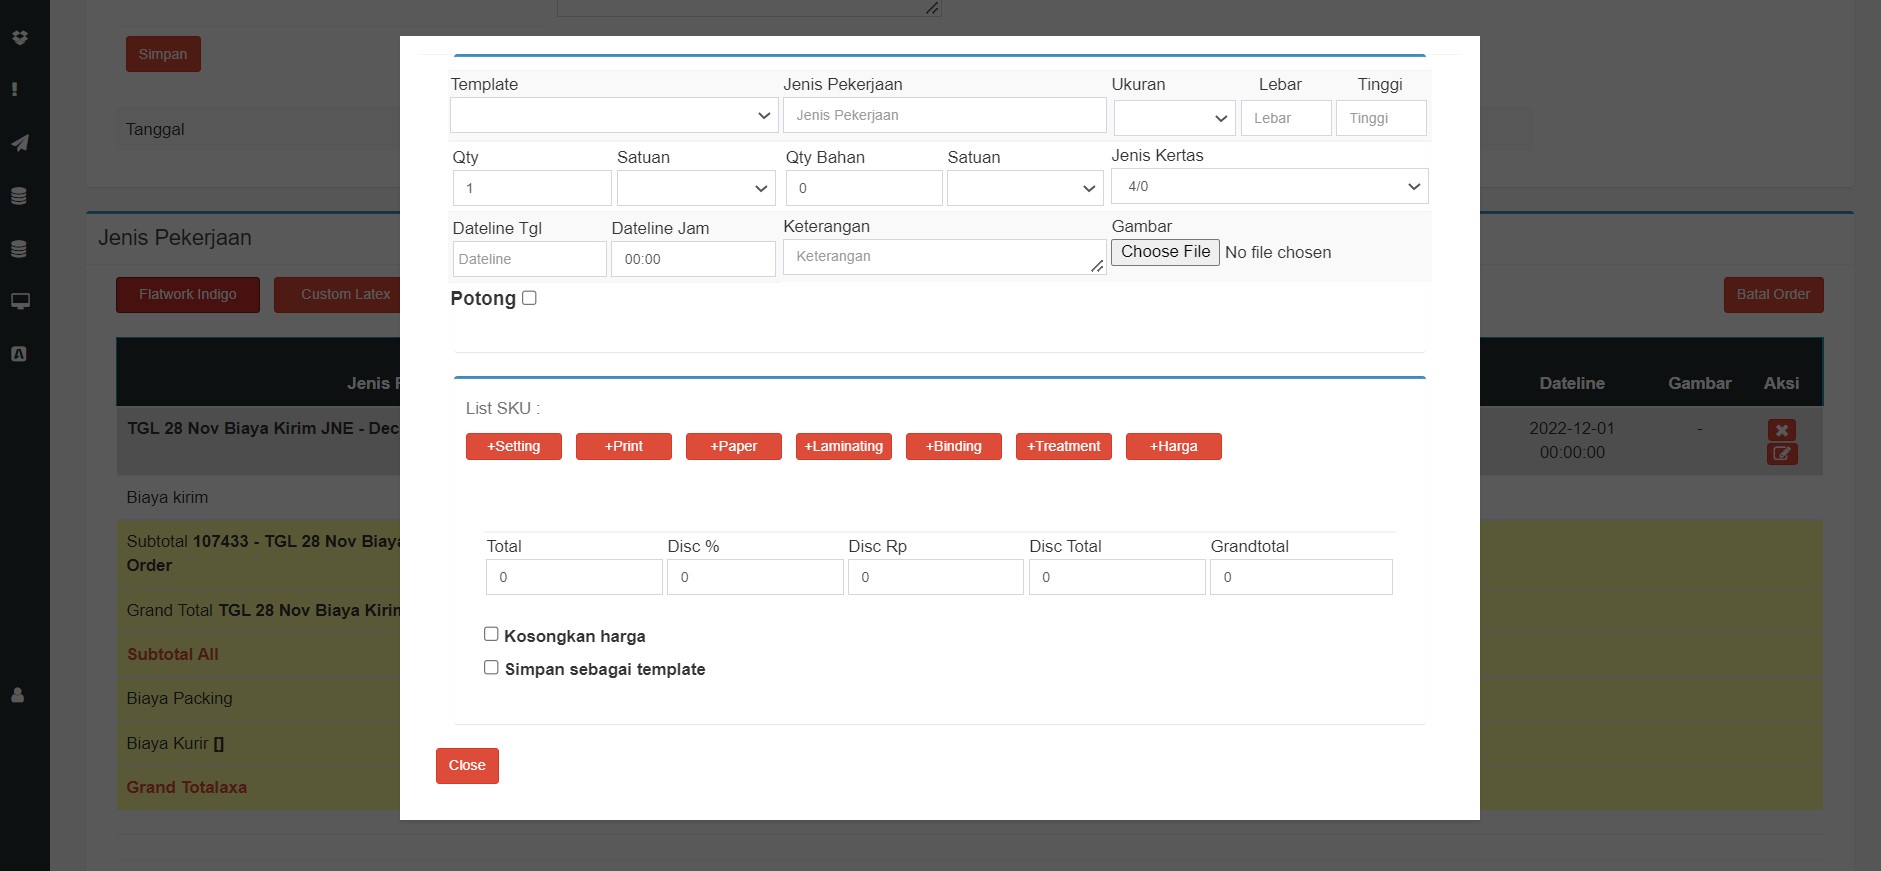 Simpan
Tanggal
Jenis Pekerjaan
Flatwork Indigo
Custom Latex
Batal Order
Jenis
Dateline
Gambar
Aksi
TGL 28 Nov Biaya Kirim JNE - Dec
2022-12-01
00:00:00
-
Biaya kirim
Subtotal 107433 - TGL 28 Nov Biaya
Order
Grand Total TGL 28 Nov Biaya Kirim
Subtotal All
Biaya Packing
Biaya Kurir []
Grand Totalaxa
Template
Jenis Pekerjaan
Ukuran
Lebar
Tinggi
Jenis Pekerjaan
Lebar
Tinggi
Qty
Satuan
Qty Bahan
Satuan
Jenis Kertas
1
0
4/0
Dateline Tgl
Dateline Jam
Keterangan
Gambar
Dateline
00:00
Keterangan
Choose File No file chosen
Potong
List SKU :
+Setting
+Print
+Paper
+Laminating
+Binding
+Treatment
+Harga
Total
Disc %
Disc Rp
Disc Total
Grandtotal
0
0
0
0
0
Kosongkan harga
Simpan sebagai template
Close